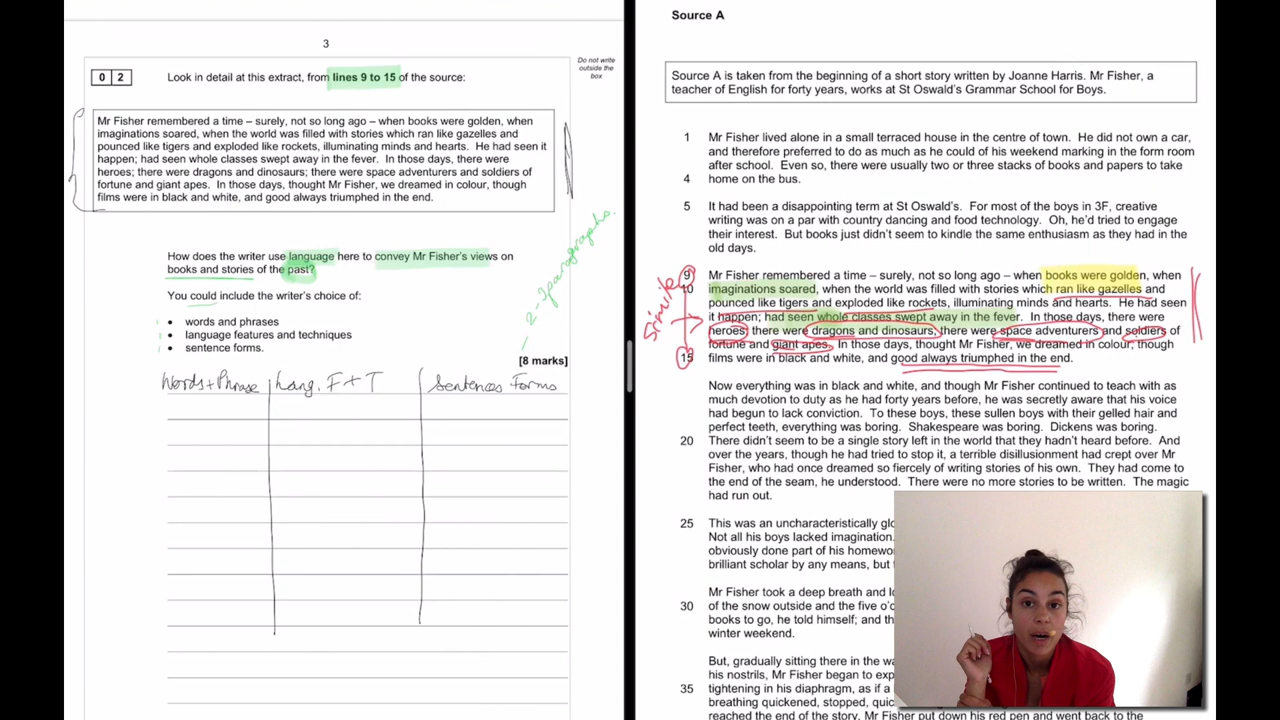 3
Do not write
outside the
box
0 2
Look in detail at this extract, from lines 9 to 15 of the source:
Mr Fisher remembered a time – surely, not so long ago – when books were golden, when
imaginations soared, when the world was filled with stories which ran like gazelles and
pounced like tigers and exploded like rockets, illuminating minds and hearts. He had seen it
happen; had seen whole classes swept away in the fever. In those days, there were
heroes; there were dragons and dinosaurs; there were space adventurers and soldiers of
fortune and giant apes. In those days, thought Mr Fisher, we dreamed in colour, though
films were in black and white, and good always triumphed in the end.
How does the writer use language here to convey Mr Fisher's views on
books and stories of the past?
You could include the writer's choice of:
• words and phrases
• language features and techniques
• sentence forms.
2-3paragraphs.
[8 marks]
Words+Phrase Lang. F + T Sentences Forms
Source A
Source A is taken from the beginning of a short story written by Joanne Harris. Mr Fisher, a
teacher of English for forty years, works at St Oswald's Grammar School for Boys.
1 Mr Fisher lived alone in a small terraced house in the centre of town. He did not own a car,
and therefore preferred to do as much as he could of his weekend marking in the form room
after school. Even so, there were usually two or three stacks of books and papers to take
4 home on the bus.
5 It had been a disappointing term at St Oswald's. For most of the boys in 3F, creative
writing was on a par with country dancing and food technology. Oh, he'd tried to engage
their interest. But books just didn't seem to kindle the same enthusiasm as they had in the
old days.
9 Mr Fisher remembered a time – surely, not so long ago – when books were golden, when
10 imaginations soared, when the world was filled with stories which ran like gazelles and
pounced like tigers and exploded like rockets, illuminating minds and hearts. He had seen
it happen; had seen whole classes swept away in the fever. In those days, there were
heroes; there were dragons and dinosaurs; there were space adventurers and soldiers of
fortune and giant apes. In those days, thought Mr Fisher, we dreamed in colour, though
15 films were in black and white, and good always triumphed in the end.
Simile
Now everything was in black and white, and though Mr Fisher continued to teach with as
much devotion to duty as he had forty years before, he was secretly aware that his voice
had begun to lack conviction. To these boys, these sullen boys with their gelled hair and
perfect teeth, everything was boring. Shakespeare was boring. Dickens was boring.
20 There didn't seem to be a single story left in the world that they hadn't heard before. And
over the years, though he had tried to stop it, a terrible disillusionment had crept over Mr
Fisher, who had once dreamed so fiercely of writing stories of his own. They had come to
the end of the seam, he understood. There were no more stories to be written. The magic
had run out.
25 This was an uncharacteristically
Not all his boys lacked imagination.
obviously done part of his
brilliant scholar by any means, but
Mr Fisher took a deep breath and
30 of the snow outside and the five
books to go, he told himself; and
winter weekend.
But, gradually sitting there in the
his nostrils, Mr Fisher began to
35 tightening in his diaphragm, as if a
breathing quickened, stopped,
reached the end of the story, Mr Fisher put down his red pen and went back to the